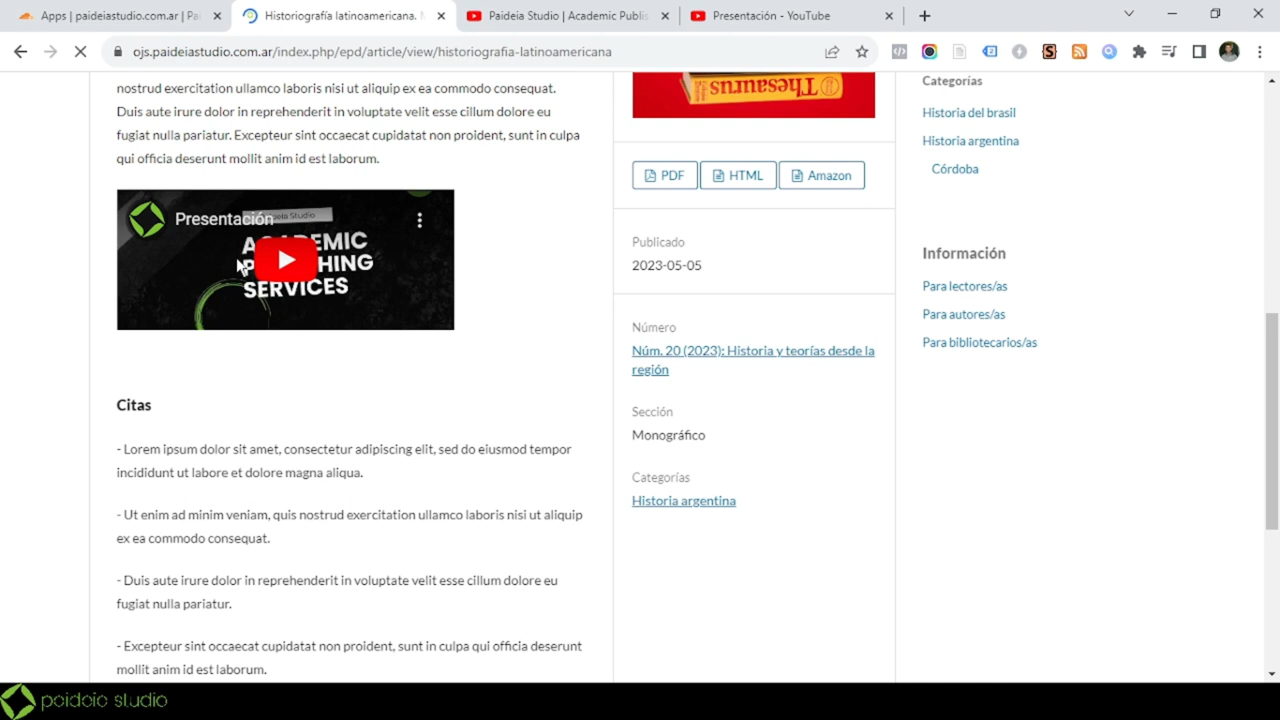 Apps | paideiastudio.com.ar | Pa
Historiografía latinoamericana.
Paideia Studio | Academic Publis
Presentación - YouTube
ojs.paideiastudio.com.ar/index.php/epd/article/view/historiografia-latinoamericana
nostrud exercitation ullamco laboris nisi ut aliquip ex ea commodo consequat.
Duis aute irure dolor in reprehenderit in voluptate velit esse cillum dolore eu
fugiat nulla pariatur. Excepteur sint occaecat cupidatat non proident, sunt in culpa
qui officia deserunt mollit anim id est laborum.
Presentación
Studio
ACADEMIC
SERVICES
Citas
- Lorem ipsum dolor sit amet, consectetur adipiscing elit, sed do eiusmod tempor
incididunt ut labore et dolore magna aliqua.
- Ut enim ad minim veniam, quis nostrud exercitation ullamco laboris nisi ut aliquip
ex ea commodo consequat.
- Duis aute irure dolor in reprehenderit in voluptate velit esse cillum dolore eu
fugiat nulla pariatur.
- Excepteur sint occaecat cupidatat non proident, sunt in culpa qui officia deserunt
mollit anim id est laborum.
Thesaurus
PDF HTML Amazon
Publicado
2023-05-05
Número
Núm. 20 (2023): Historia y teorías desde la
región
Sección
Monográfico
Categorías
Historia argentina
Categorías
Historia del brasil
Historia argentina
Córdoba
Información
Para lectores/as
Para autores/as
Para bibliotecarios/as
paideia studio